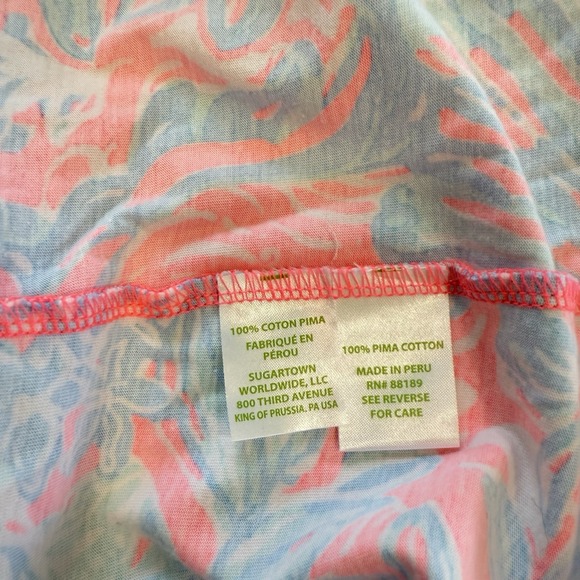 100% COTON PIMA
FABRIQUÉ EN
PÉROU
SUGARTOWN
WORLDWIDE, LLC
800 THIRD AVENUE
KING OF PRUSSIA. PA USA
100% PIMA COTTON
MADE IN PERU
RN# 88189
SEE REVERSE
FOR CARE